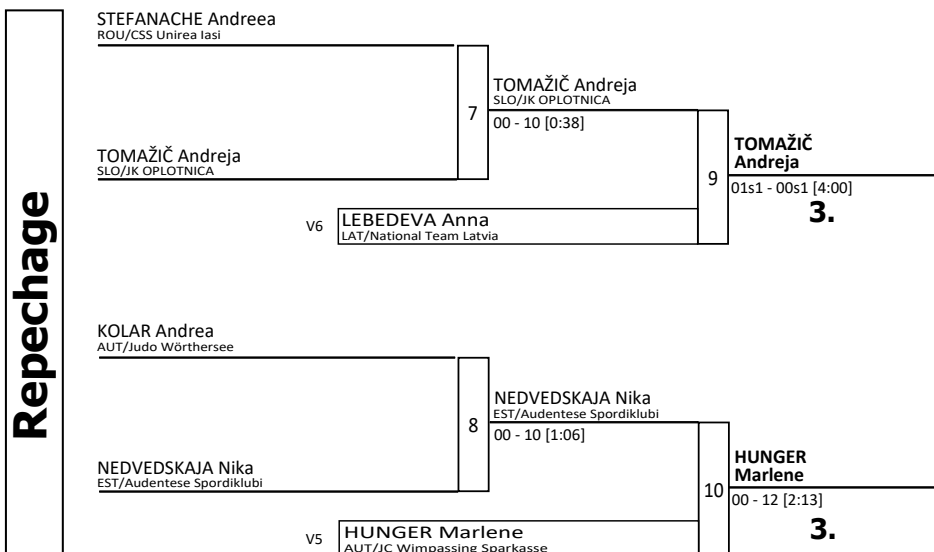 Repechage
STEFANACHE Andreea
ROU/CSS Unirea Iasi
7
TOMAŽIČ Andreja
SLO/JK OPLOTNICA
00 - 10 [0:38]
TOMAŽIČ Andreja
SLO/JK OPLOTNICA
9
TOMAŽIČ
Andreja
01s1 - 00s1 [4:00]
3.
V6
LEBEDEVA Anna
LAT/National Team Latvia
KOLAR Andrea
AUT/Judo Wörthersee
8
NEDVEDSKAJA Nika
EST/Audentese Spordiklubi
00 - 10 [1:06]
NEDVEDSKAJA Nika
EST/Audentese Spordiklubi
10
HUNGER
Marlene
00 - 12 [2:13]
3.
V5
HUNGER Marlene
AUT/JC Wimpassing Sparkasse